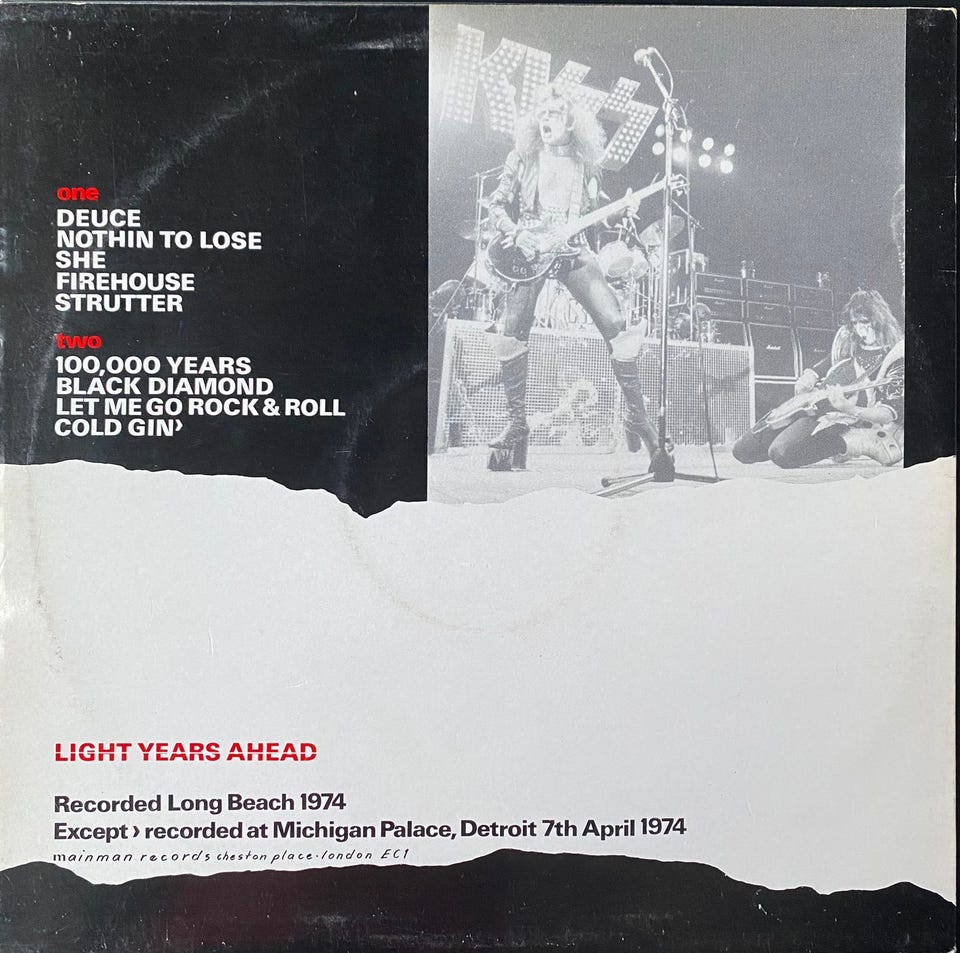 KISS
one
DEUCE
NOTHIN TO LOSE
SHE
FIREHOUSE
STRUTTER
two
100,000 YEARS
BLACK DIAMOND
LET ME GO ROCK & ROLL
COLD GIN›
LIGHT YEARS AHEAD
Recorded Long Beach 1974
Except › recorded at Michigan Palace, Detroit 7th April 1974
mainman records cheston place · london EC1